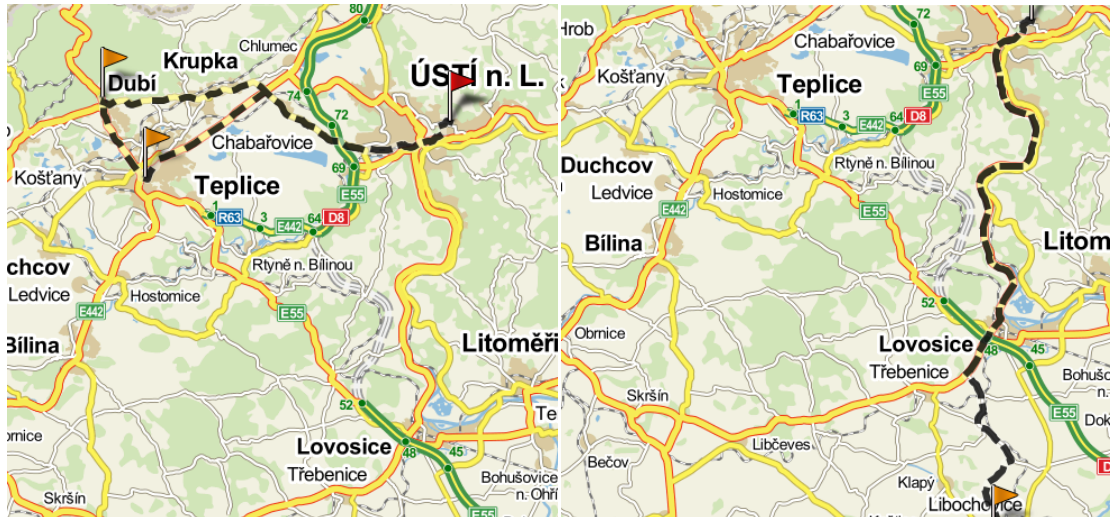 80
Chlumec
Krupka
ÚSTÍ n. L.
Dubí
74
72
Chabařovice
69
Košťany
Teplice
E55
1
R63
3
E442
64
D8
chcov
Rtyně n. Bílinou
Ledvice
Hostomice
E442
E55
Bílina
Litoměři
52
Te
ornice
Lovosice
48
45
Třebenice
Bohušovice
n. Ohří
Skršín
E55
Hrob
72
Chabařovice
69
Košťany
Teplice
E55
1
R63
3
E442
64
D8
Duchcov
Rtyně n. Bílinou
Ledvice
Hostomice
E442
E55
Bílina
Litom
52
Obrnice
Lovosice
48
45
Třebenice
Bohušo
n.
E55
Skršín
Dok
Libčeves
Bečov
D
Klapý
Libochovice